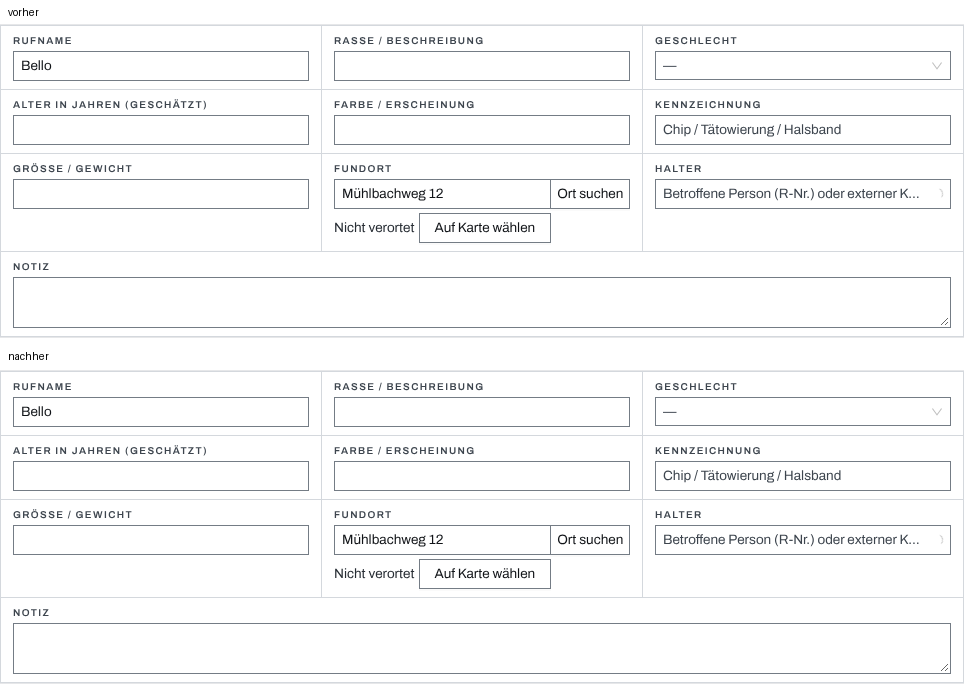 vorher
RUFNAME
RASSE / BESCHREIBUNG
GESCHLECHT
Bello
—
ALTER IN JAHREN (GESCHÄTZT)
FARBE / ERSCHEINUNG
KENNZEICHNUNG
Chip / Tätowierung / Halsband
GRÖSSE / GEWICHT
FUNDORT
HALTER
Mühlbachweg 12
Ort suchen
Betroffene Person (R-Nr.) oder externer K...
Nicht verortet
Auf Karte wählen
NOTIZ
nachher
RUFNAME
RASSE / BESCHREIBUNG
GESCHLECHT
Bello
—
ALTER IN JAHREN (GESCHÄTZT)
FARBE / ERSCHEINUNG
KENNZEICHNUNG
Chip / Tätowierung / Halsband
GRÖSSE / GEWICHT
FUNDORT
HALTER
Mühlbachweg 12
Ort suchen
Betroffene Person (R-Nr.) oder externer K...
Nicht verortet
Auf Karte wählen
NOTIZ